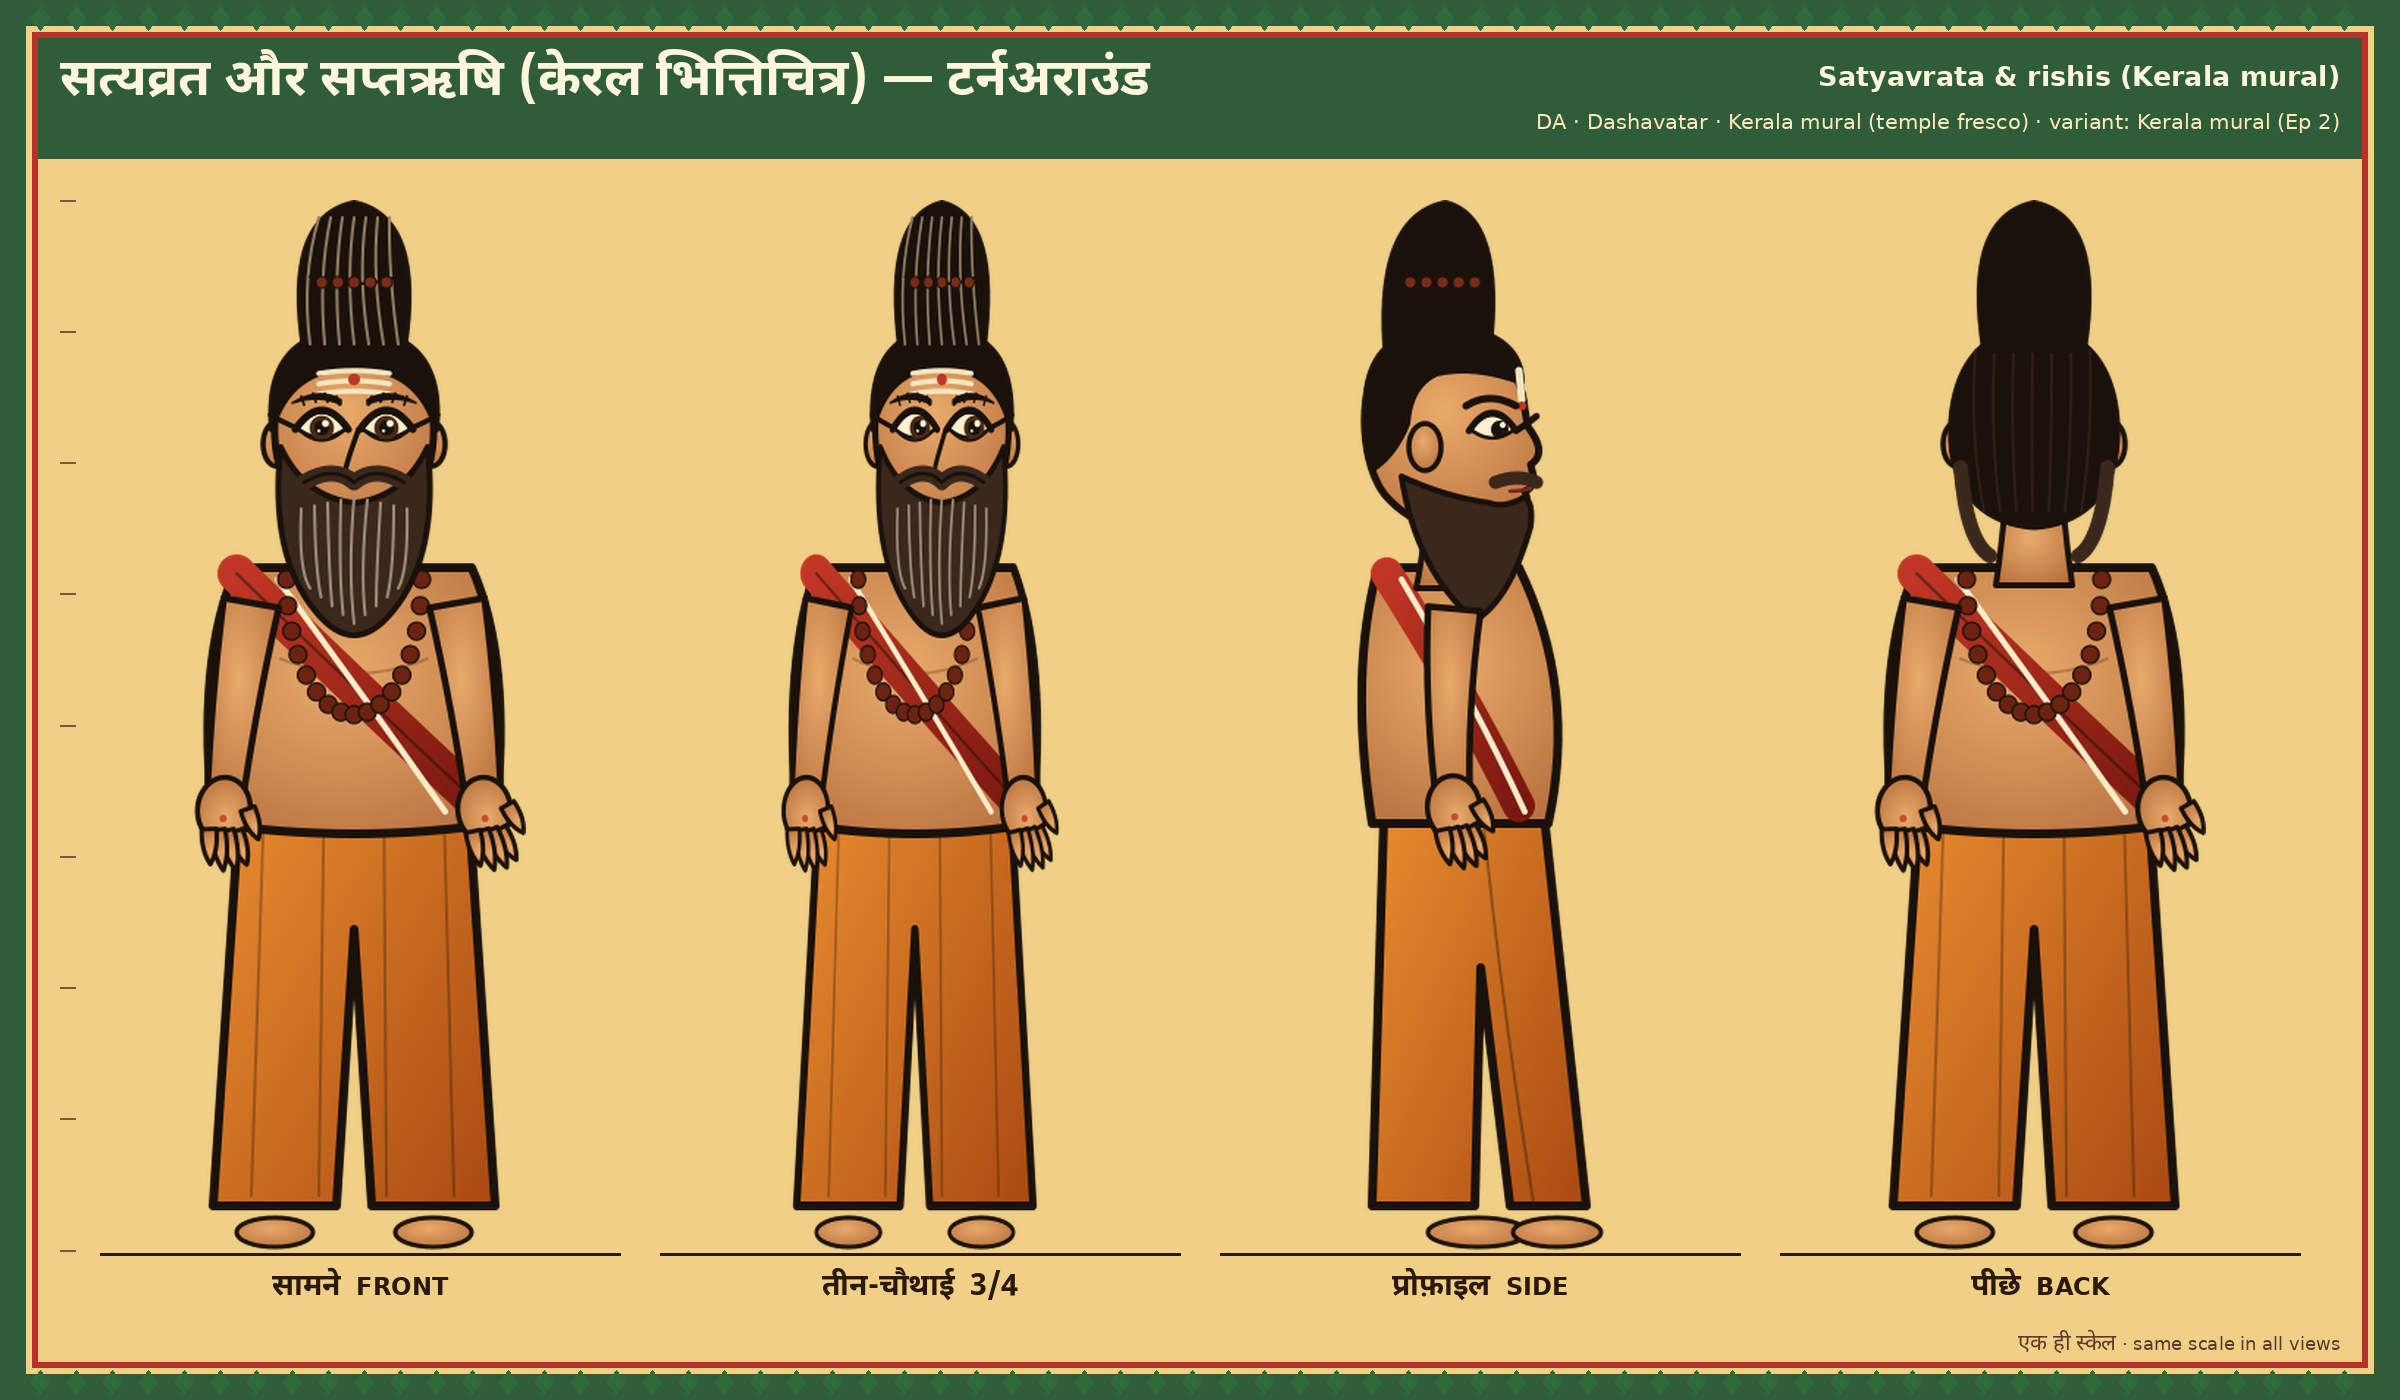 सत्यव्रत और सप्तऋषि (केरल भित्तिचित्र) — टर्नअराउंड
Satyavrata & rishis (Kerala mural)
DA · Dashavatar · Kerala mural (temple fresco) · variant: Kerala mural (Ep 2)
सामने FRONT
तीन-चौथाई 3/4
प्रोफ़ाइल SIDE
पीछे BACK
एक ही स्केल · same scale in all views